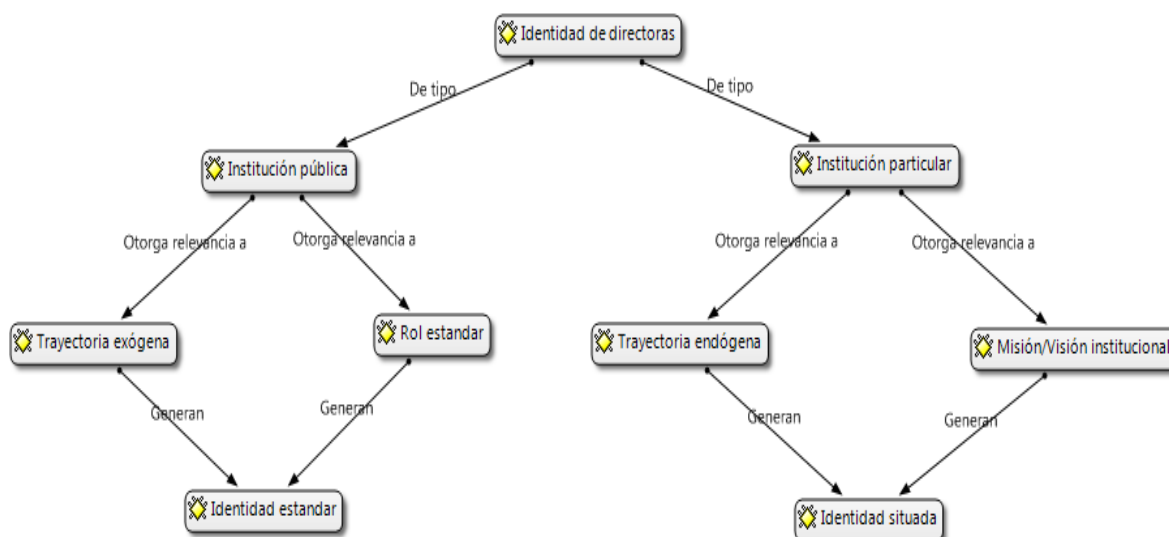 Identidad de directoras
De tipo
De tipo
Institución pública
Institución particular
Otorga relevancia a
Otorga relevancia a
Otorga relevancia a
Otorga relevancia a
Trayectoria exógena
Rol estandar
Trayectoria endógena
Misión/Visión institucional
Generan
Generan
Generan
Generan
Identidad estandar
Identidad situada